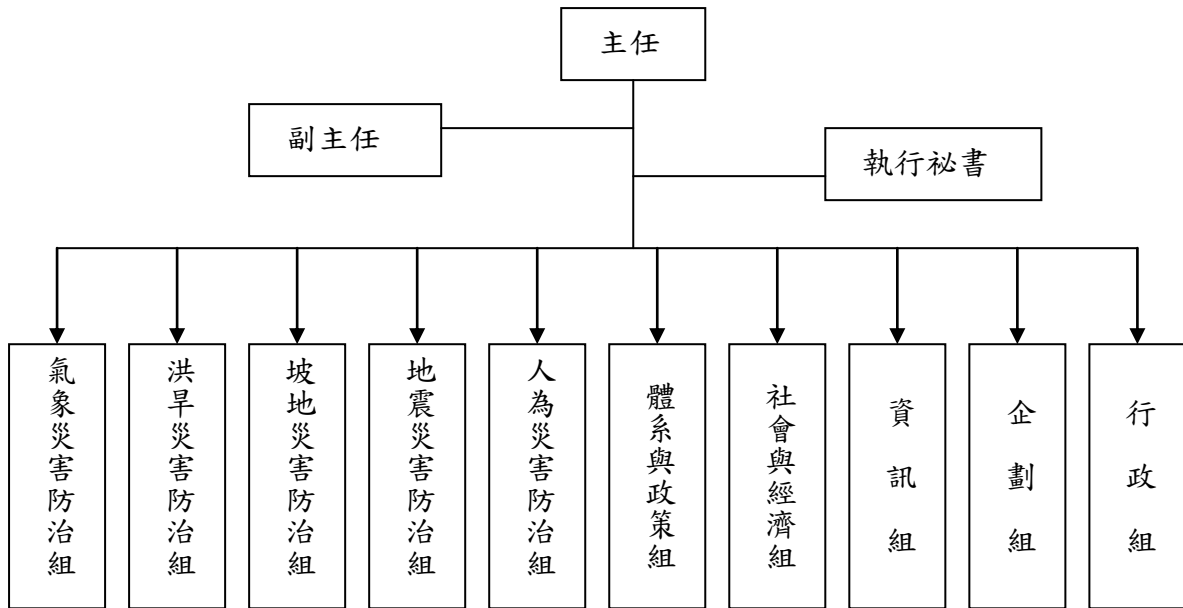 主任
副主任
執行祕書
氣象災害防治組
洪旱災害防治組
坡地災害防治組
地震災害防治組
人為災害防治組
體系與政策組
社會與經濟組
資訊組
企劃組
行政組